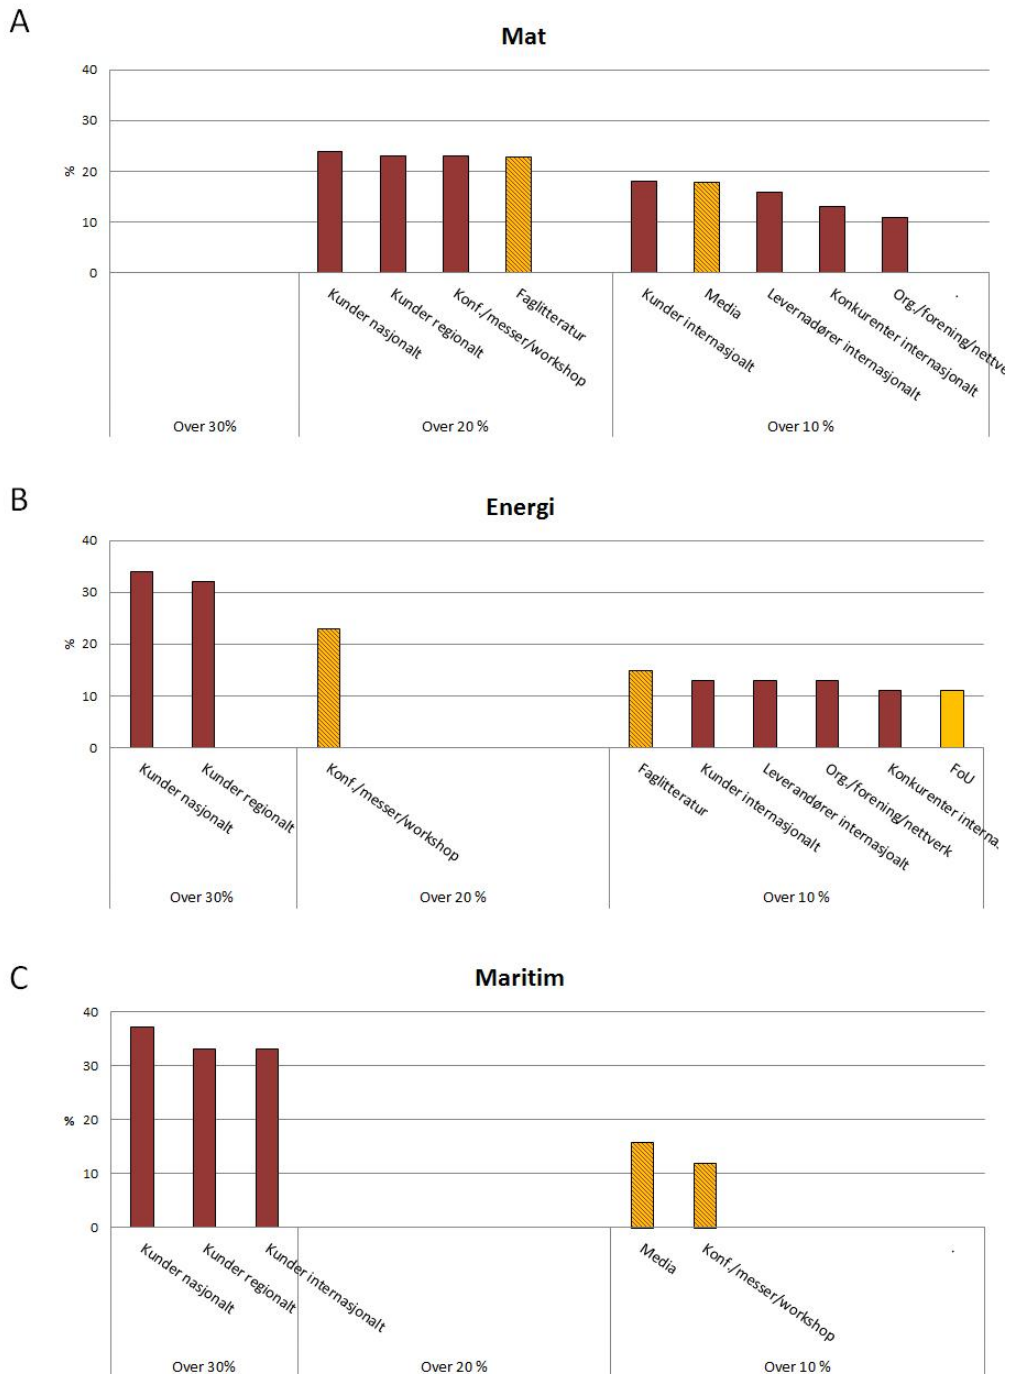 A
Mat
40
30
%
20
10
0
Kunder nasjonalt
Kunder regionalt
Konf./messer/workshop
Faglitteratur
Kunder internasjoalt
Media
Levernadører internasjonalt
Konkurenter internasjonalt
Org./forening/nettve
.
Over 30%
Over 20 %
Over 10 %
B
Energi
40
30
%
20
10
0
Kunder nasjonalt
Kunder regionalt
Konf./messer/workshop
Faglitteratur
Kunder internasjonalt
Leverandører internasjoalt
Org./forening/nettverk
Konkurenter interna.
FoU
Over 30%
Over 20 %
Over 10 %
C
Maritim
40
30
%
20
10
0
Kunder nasjonalt
Kunder regionalt
Kunder internasjonalt
Media
Konf./messer/workshop
.
Over 30%
Over 20 %
Over 10 %